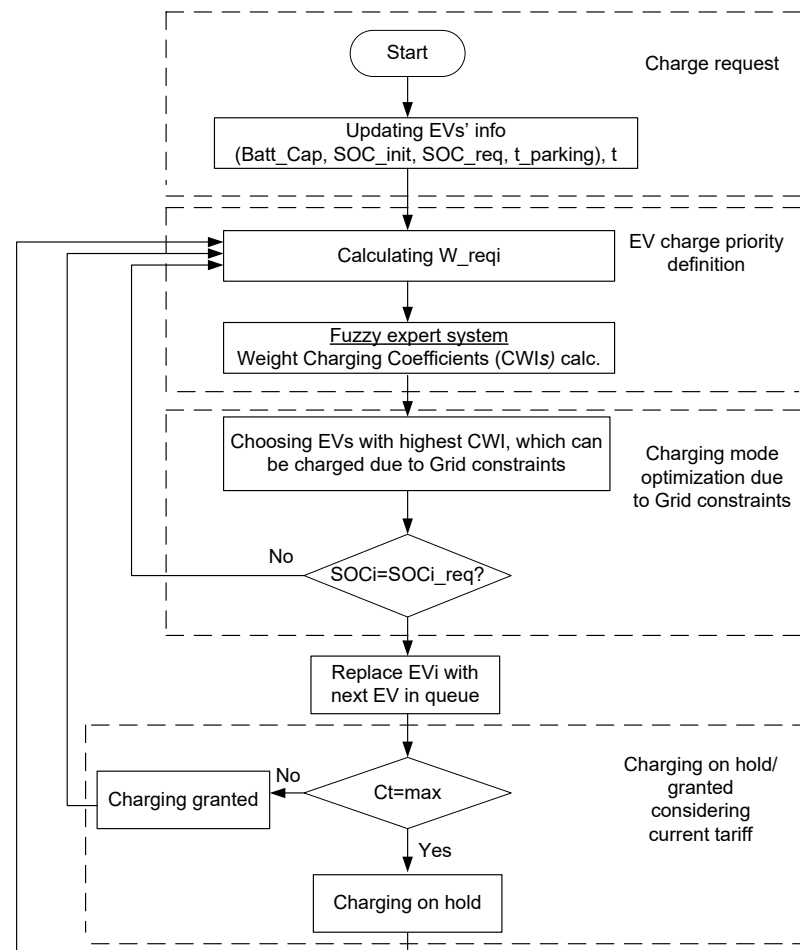 Start
Charge request
Updating EVs’ info
(Batt_Cap, SOC_init, SOC_req, t_parking), t
EV charge priority
definition
Calculating W_reqi
Fuzzy expert system
Weight Charging Coefficients (CWIs) calc.
Choosing EVs with highest CWI, which can
be charged due to Grid constraints
Charging mode
optimization due
to Grid constraints
No
SOCi=SOCi_req?
Replace EVi with
next EV in queue
Charging on hold/
granted
considering
current tariff
No
Ct=max
Charging granted
Yes
Charging on hold